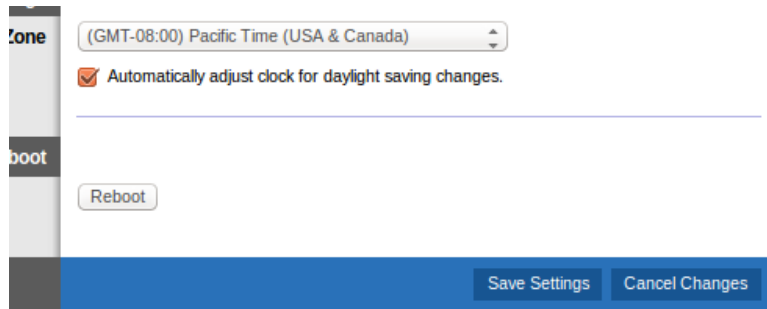 Zone
(GMT-08:00) Pacific Time (USA & Canada)
Automatically adjust clock for daylight saving changes.
boot
Reboot
Save Settings
Cancel Changes